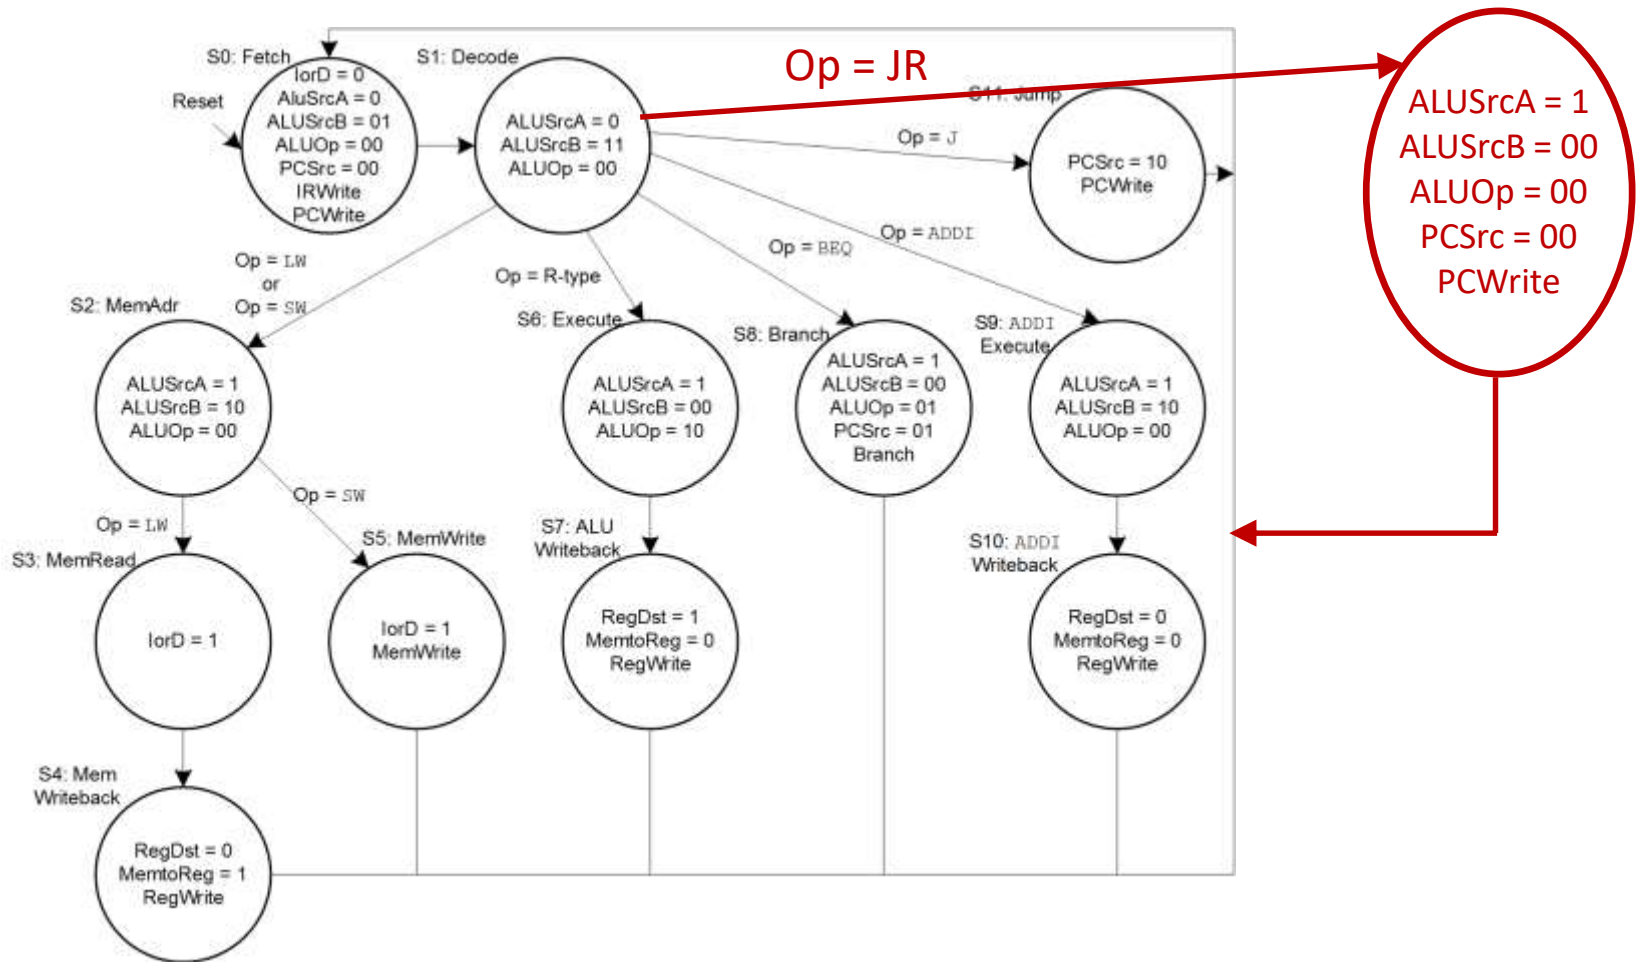 S0: Fetch
IorD = 0
AluSrcA = 0
ALUSrcB = 01
ALUOp = 00
PCSrc = 00
IRWrite
PCWrite
Reset
S1: Decode
ALUSrcA = 0
ALUSrcB = 11
ALUOp = 00
Op = JR
S11: Jump
PCSrc = 10
PCWrite
Op = J
ALUSrcA = 1
ALUSrcB = 00
ALUOp = 00
PCSrc = 00
PCWrite
Op = LW
or
Op = SW
Op = R-type
Op = BEQ
Op = ADDI
S2: MemAdr
ALUSrcA = 1
ALUSrcB = 10
ALUOp = 00
S6: Execute
ALUSrcA = 1
ALUSrcB = 00
ALUOp = 10
S8: Branch
ALUSrcA = 1
ALUSrcB = 00
ALUOp = 01
PCSrc = 01
Branch
S9: ADDI
Execute
ALUSrcA = 1
ALUSrcB = 10
ALUOp = 00
Op = LW
Op = SW
S3: MemRead
IorD = 1
S5: MemWrite
IorD = 1
MemWrite
S7: ALU
Writeback
RegDst = 1
MemtoReg = 0
RegWrite
S10: ADDI
Writeback
RegDst = 0
MemtoReg = 0
RegWrite
S4: Mem
Writeback
RegDst = 0
MemtoReg = 1
RegWrite